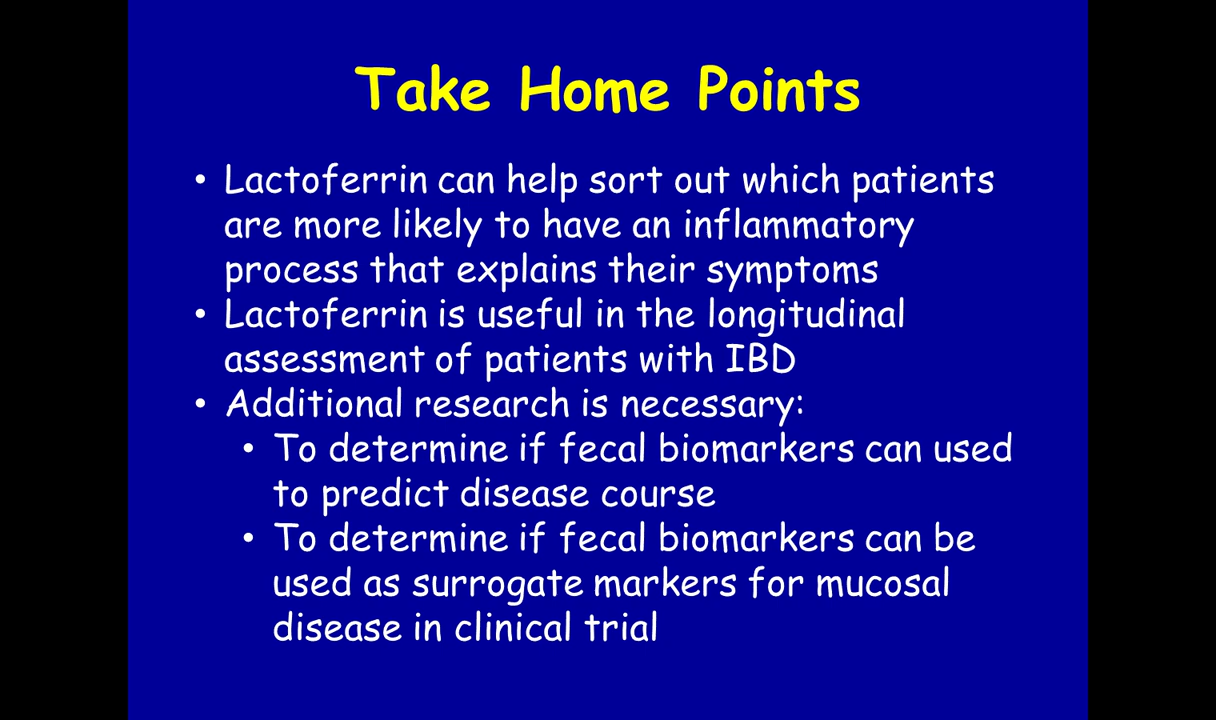 Take Home Points
• Lactoferrin can help sort out which patients
are more likely to have an inflammatory
process that explains their symptoms
• Lactoferrin is useful in the longitudinal
assessment of patients with IBD
• Additional research is necessary:
• To determine if fecal biomarkers can used
to predict disease course
• To determine if fecal biomarkers can be
used as surrogate markers for mucosal
disease in clinical trial